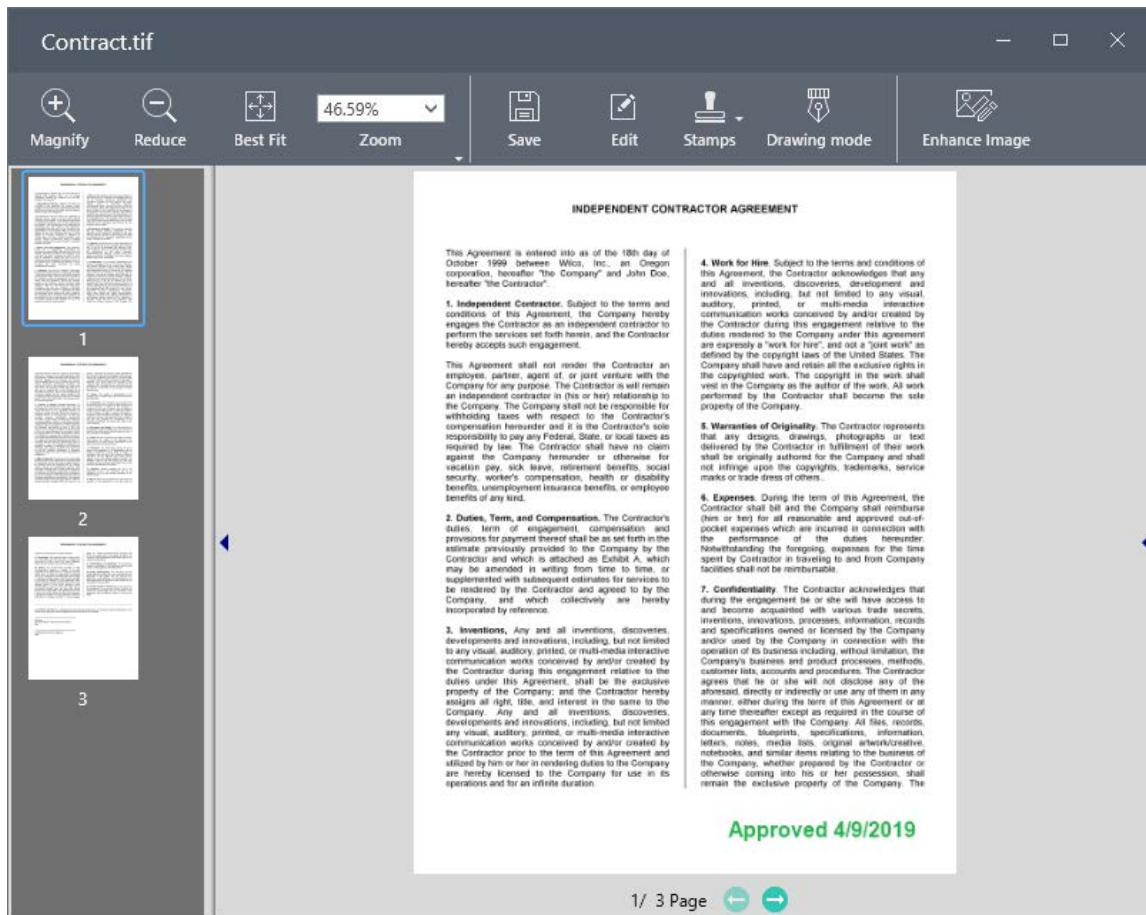 Contract.tif
Magnify
Reduce
Best Fit
46.59%
Zoom
Save
Edit
Stamps
Drawing mode
Enhance Image
1
2
3
INDEPENDENT CONTRACTOR AGREEMENT
This Agreement is entered into as of the 18th day of
October 1999 between Wilco, Inc., an Oregon
corporation, hereafter "the Company" and John Doe,
hereafter "the Contractor".
1. Independent Contractor. Subject to the terms and
conditions of this Agreement, the Company hereby
engages the Contractor as an independent contractor to
perform the services set forth herein, and the Contractor
hereby accepts such engagement.
This Agreement shall not render the Contractor an
employee, partner, agent of, or joint venture with the
Company for any purpose. The Contractor is will remain
an independent contractor in (his or her) relationship to
the Company. The Company shall not be responsible for
withholding taxes with respect to the Contractor's
compensation hereunder and it is the Contractor's sole
responsibility to pay any Federal, State, or local taxes as
required by law. The Contractor shall have no claim
against the Company hereunder or otherwise for
vacation pay, sick leave, retirement benefits, social
security, worker's compensation, health or disability
benefits, unemployment insurance benefits, or employee
benefits of any kind.
2. Duties, Term, and Compensation. The Contractor's
duties, term of engagement, compensation and
provisions for payment thereof shall be as set forth in the
estimate previously provided to the Company by the
Contractor and which is attached as Exhibit A, which
may be amended in writing from time to time, or
supplemented with subsequent estimates for services to
be rendered by the Contractor and agreed to by the
Company, and which collectively are hereby
incorporated by reference.
3. Inventions, Any and all inventions, discoveries,
developments and innovations, including, but not limited
to any visual, auditory, printed, or multi-media interactive
communication works conceived by and/or created by
the Contractor during this engagement relative to the
duties under this Agreement, shall be the exclusive
property of the Company; and the Contractor hereby
assigns all right, title, and interest in the same to the
Company. Any and all inventions, discoveries,
developments and innovations, including, but not limited
any visual, auditory, printed, or multi-media interactive
communication works conceived by and/or created by
the Contractor prior to the term of this Agreement and
utilized by him or her in rendering duties to the Company
are hereby licensed to the Company for use in its
operations and for an infinite duration.
4. Work for Hire. Subject to the terms and conditions of
this Agreement, the Contractor acknowledges that any
and all inventions, discoveries, development and
innovations, including, but not limited to any visual,
auditory, printed, or multi-media interactive
communication works conceived by and/or created by
the Contractor during this engagement relative to the
duties rendered to the Company under this agreement
are expressly a "work for hire", and not a "joint work" as
defined by the copyright laws of the United States. The
Company shall have and retain all the exclusive rights in
the copyrighted work. The copyright in the work shall
vest in the Company as the author of the work. All work
performed by the Contractor shall become the sole
property of the Company.
5. Warranties of Originality. The Contractor represents
that any designs, drawings, photographs or text
delivered by the Contractor in fulfillment of their work
shall be originally authored for the Company and shall
not infringe upon the copyrights, trademarks, service
marks or trade dress of others..
6. Expenses. During the term of this Agreement, the
Contractor shall bill and the Company shall reimburse
(him or her) for all reasonable and approved out-of-
pocket expenses which are incurred in connection with
the performance of the duties hereunder.
Notwithstanding the foregoing, expenses for the time
spent by Contractor in traveling to and from Company
facilities shall not be reimbursable.
7. Confidentiality. The Contractor acknowledges that
during the engagement be or she will have access to
and become acquainted with various trade secrets,
inventions, innovations, processes, information, records
and specifications owned or licensed by the Company
and/or used by the Company in connection with the
operation of its business including, without limitation, the
Company's business and product processes, methods,
customer lists, accounts and procedures. The Contractor
agrees that he or she will not disclose any of the
aforesaid, directly or indirectly or use any of them in any
manner, either during the term of this Agreement or at
any time thereafter except as required in the course of
this engagement with the Company. All files, records,
documents, blueprints, specifications, information,
letters, notes, media lists, original artwork/creative,
notebooks, and similar items relating to the business of
the Company, whether prepared by the Contractor or
otherwise coming into his or her possession, shall
remain the exclusive property of the Company. The
Approved 4/9/2019
1/ 3 Page